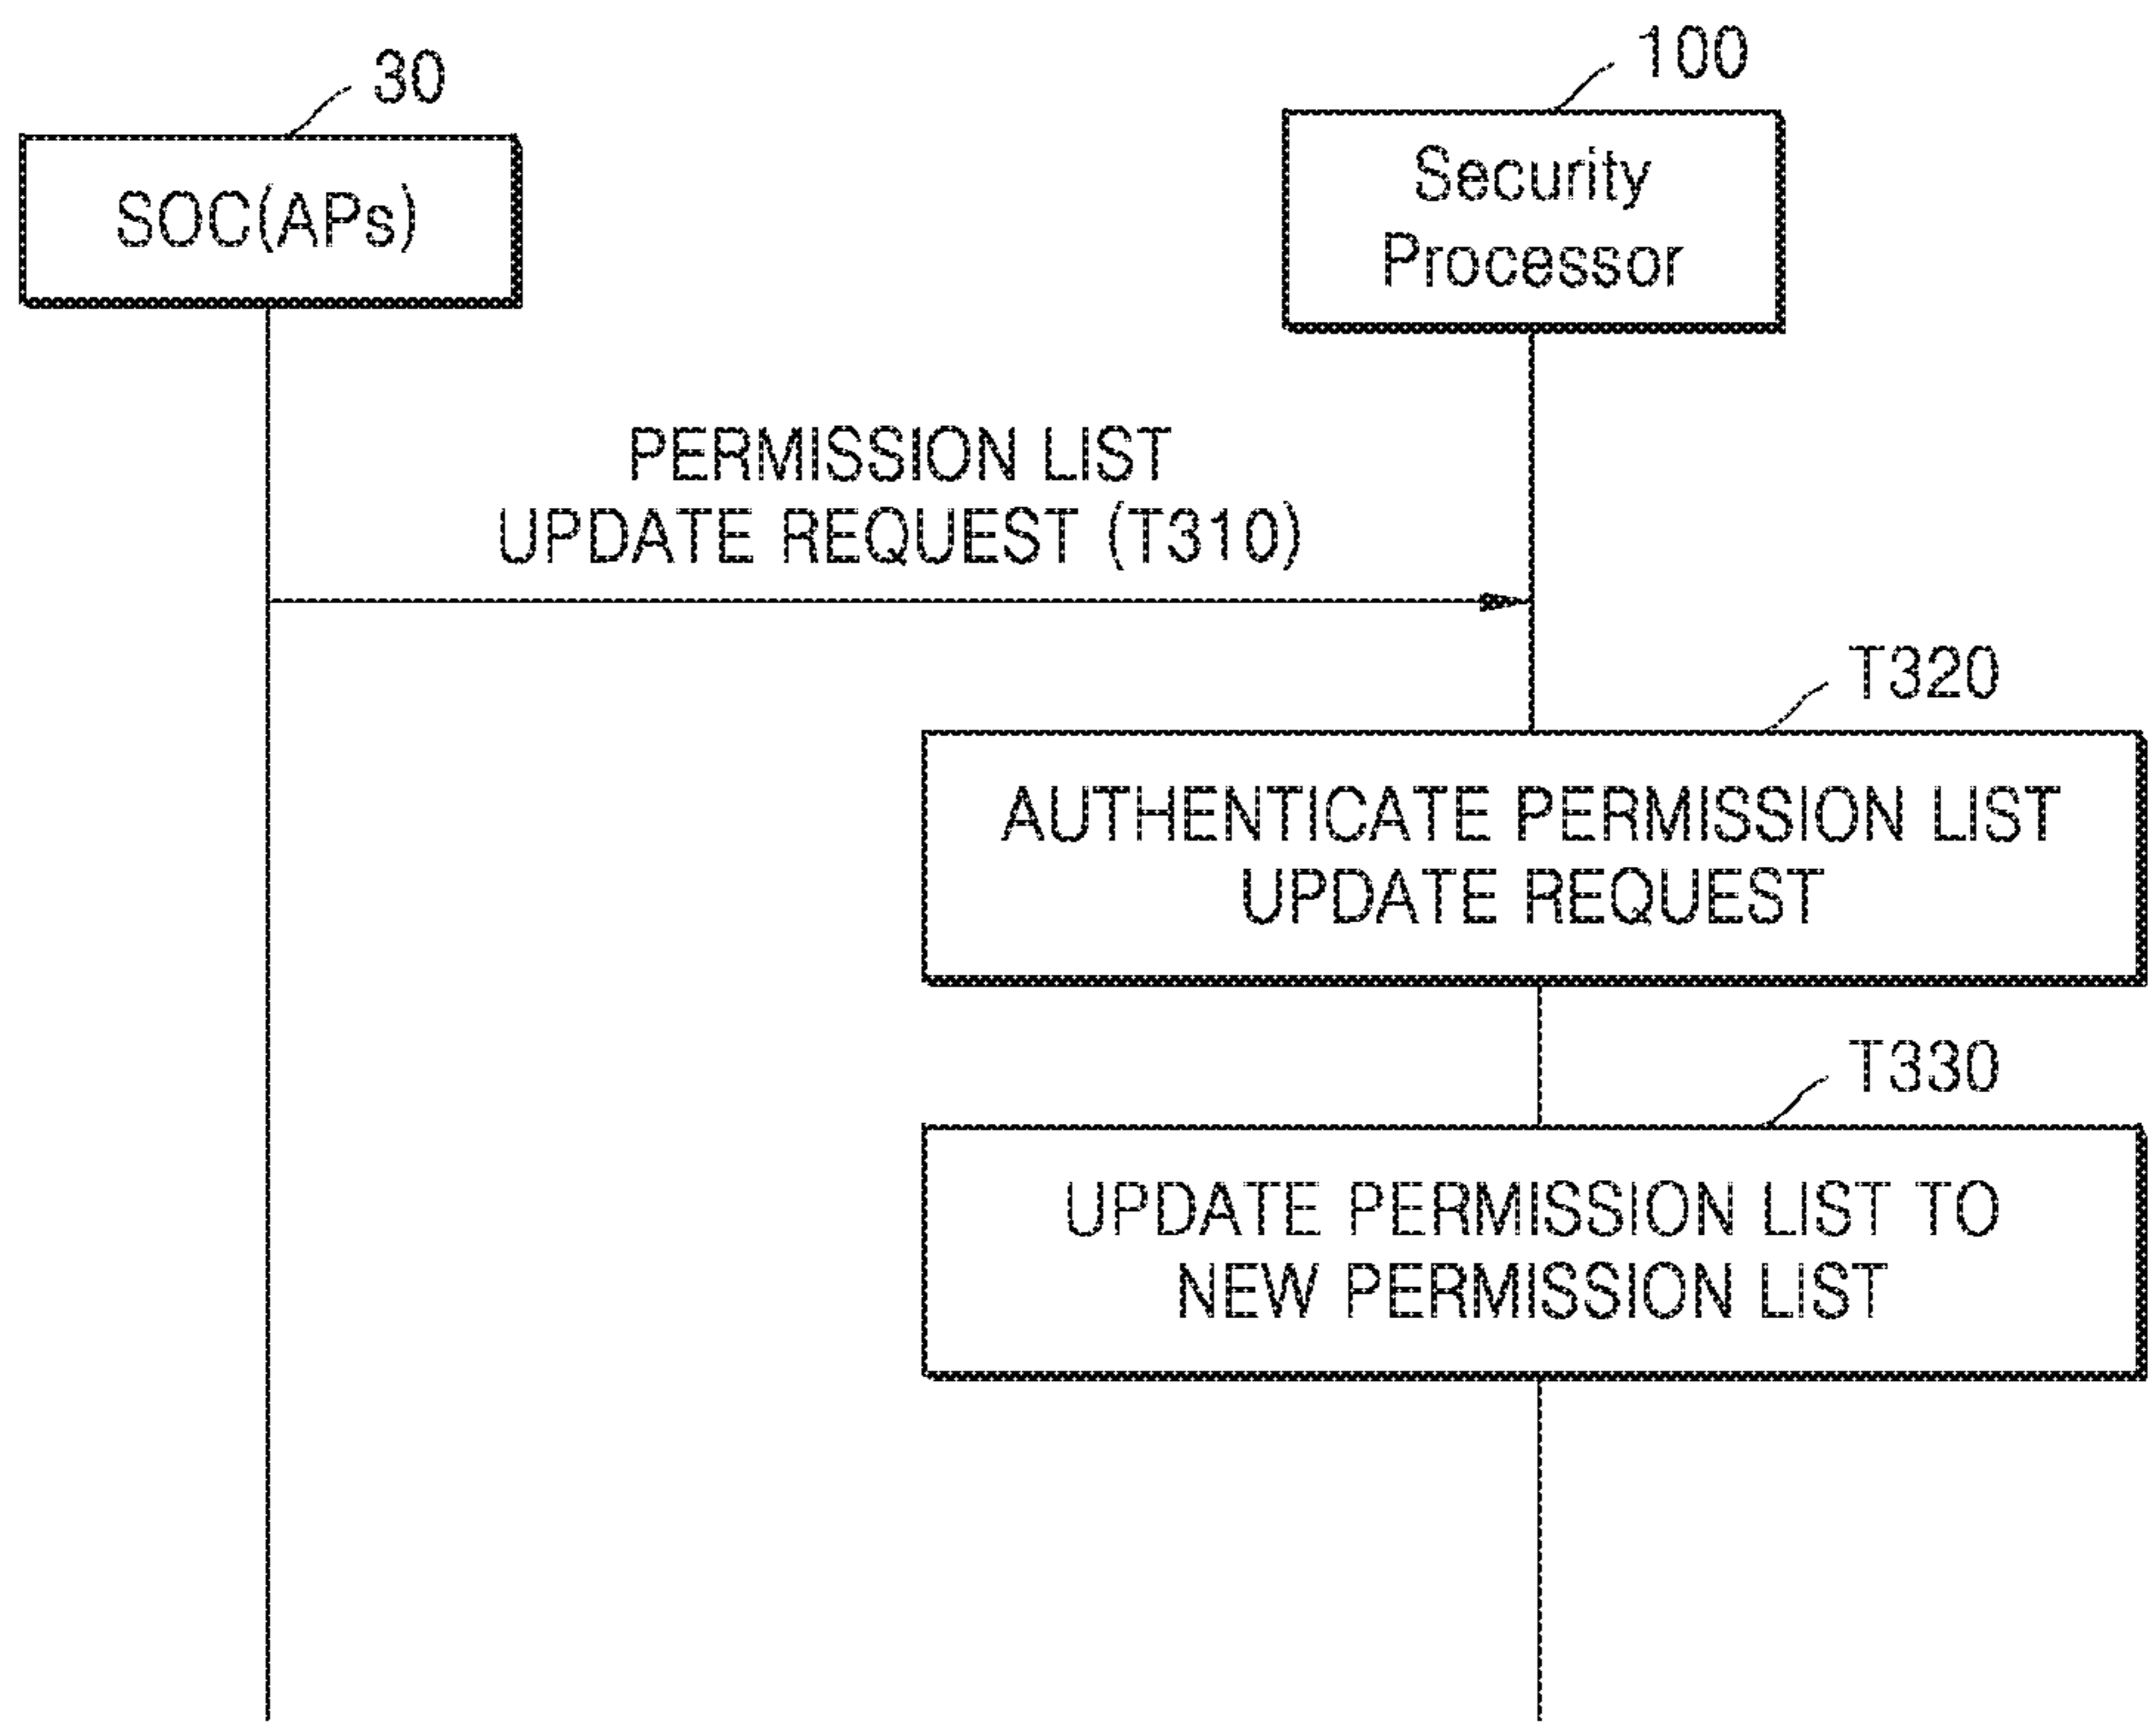 30
100
SOC(APs)
Security
Processor
PERMISSION LIST
UPDATE REQUEST (T310)
T320
AUTHENTICATE PERMISSION LIST
UPDATE REQUEST
T330
UPDATE PERMISSION LIST TO
NEW PERMISSION LIST